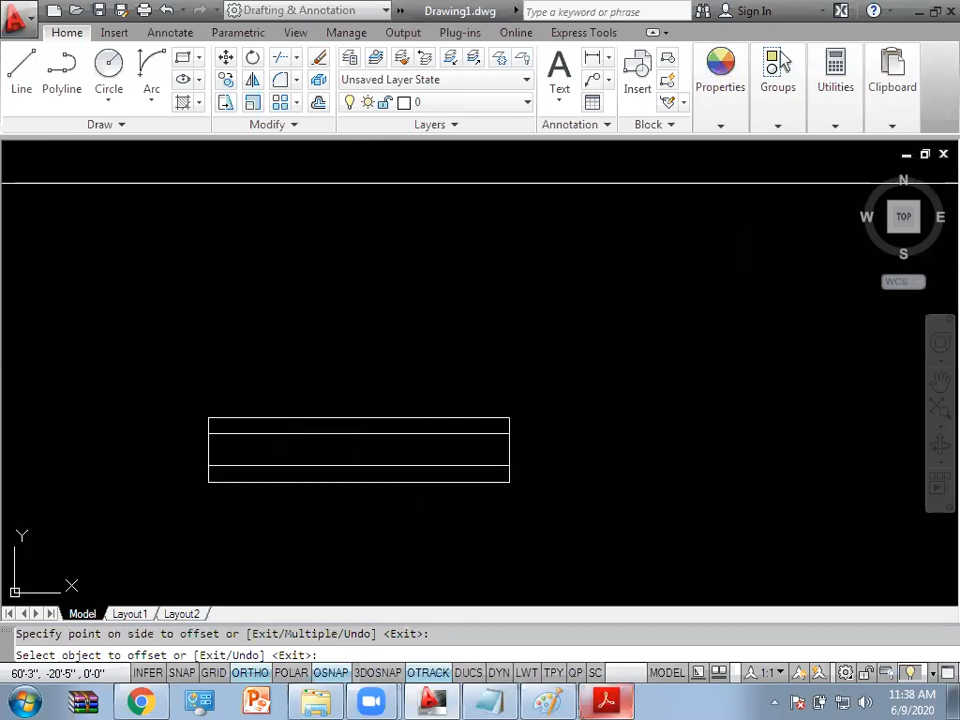 Drafting & Annotation
Drawing1.dwg
Type a keyword or phrase
Sign In
Home Insert Annotate Parametric View Manage Output Plug-ins Online Express Tools
Unsaved Layer State
0
Line Polyline Circle Arc
Text
Insert
Properties Groups Utilities Clipboard
Draw Modify Layers Annotation Block
N
W TOP E
S
WCS
Y
X
Model Layout1 Layout2
Specify point on side to offset or [Exit/Multiple/Undo] <Exit>:
Select object to offset or [Exit/Undo] <Exit>:
60'-3", -20'-5" , 0'-0" INFER SNAP GRID ORTHO POLAR OSNAP 3DOSNAP OTRACK DUCS DYN LWT TPY QP SC MODEL 1:1
11:38 AM
6/9/2020